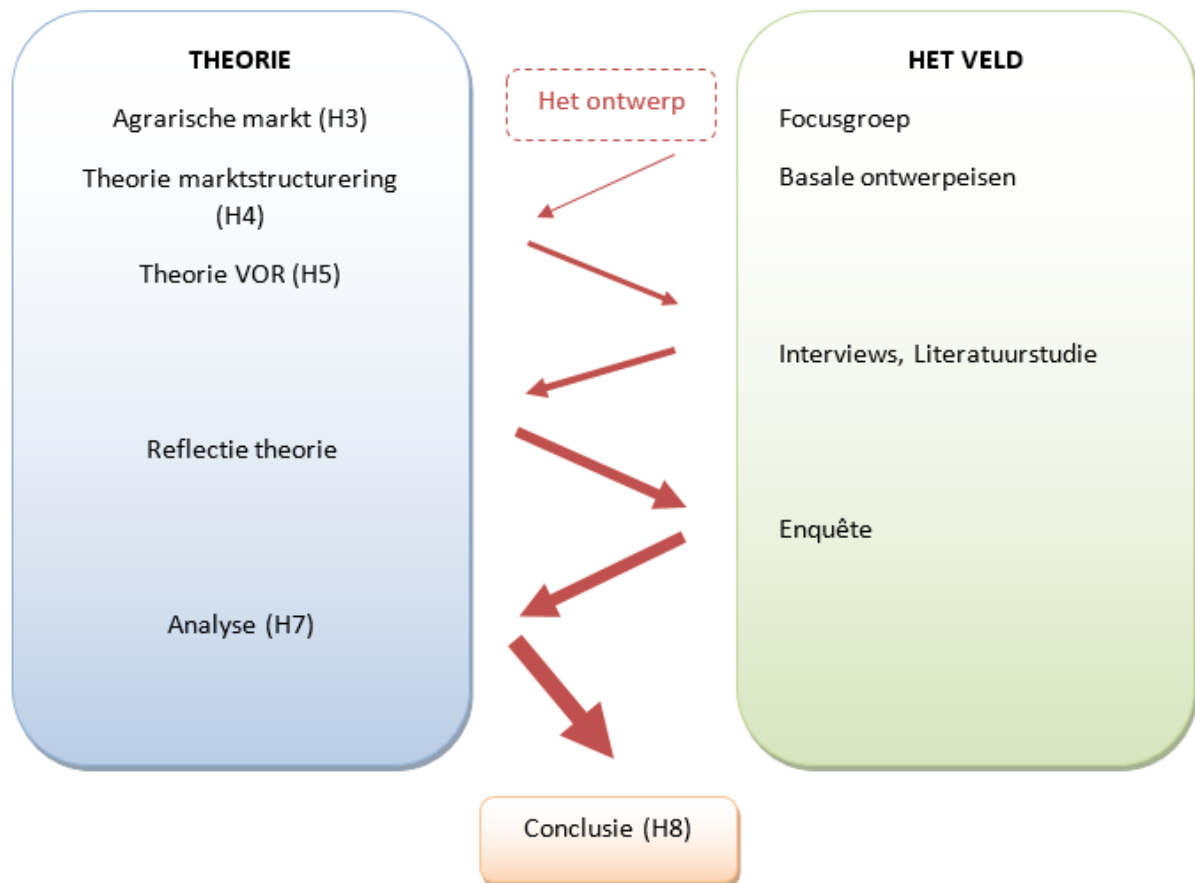 THEORIE
Agrarische markt (H3)
Theorie marktstructurering
(H4)
Theorie VOR (H5)
Reflectie theorie
Analyse (H7)
Het ontwerp
HET VELD
Focusgroep
Basale ontwerpeisen
Interviews, Literatuurstudie
Enquête
Conclusie (H8)